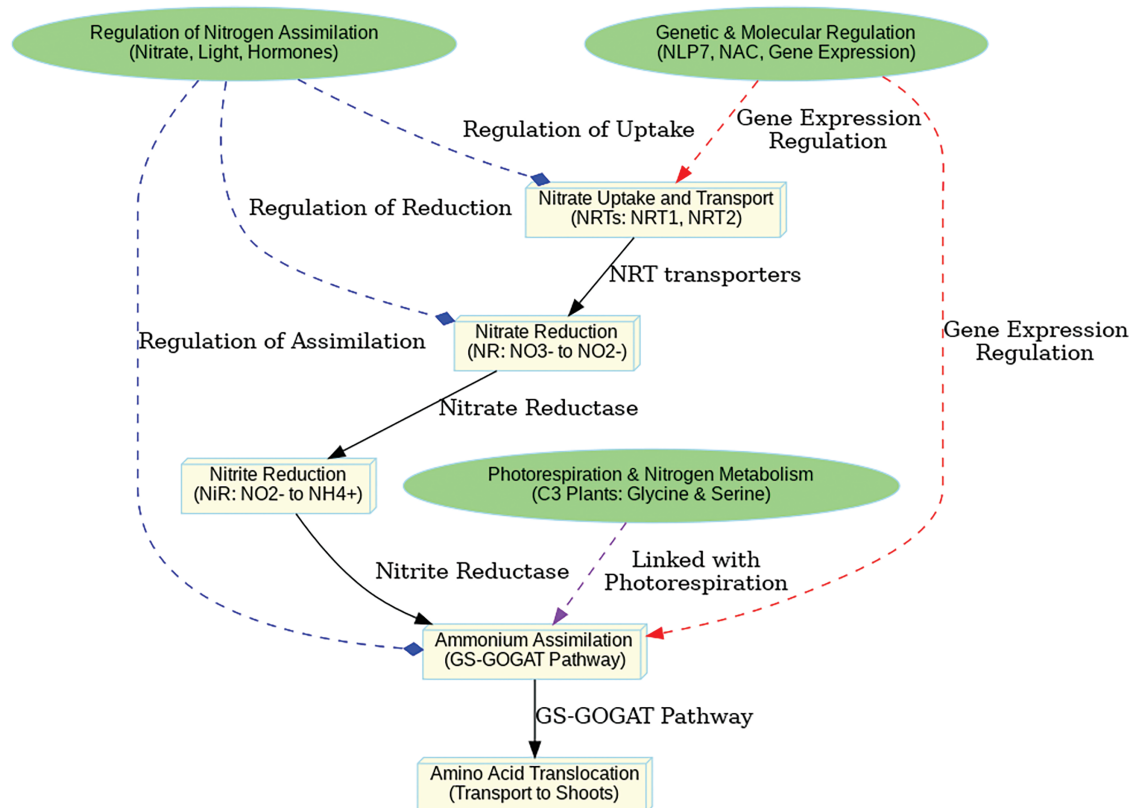 Regulation of Nitrogen Assimilation
(Nitrate, Light, Hormones)
Genetic & Molecular Regulation
(NLP7, NAC, Gene Expression)
Regulation of Uptake
Gene Expression
Regulation
Nitrate Uptake and Transport
(NRTs: NRT1, NRT2)
Regulation of Reduction
NRT transporters
Nitrate Reduction
(NR: NO3- to NO2-)
Regulation of Assimilation
Gene Expression
Regulation
Nitrate Reductase
Nitrite Reduction
(NiR: NO2- to NH4+)
Photorespiration & Nitrogen Metabolism
(C3 Plants: Glycine & Serine)
Nitrite Reductase
Linked with
Photorespiration
Ammonium Assimilation
(GS-GOGAT Pathway)
GS-GOGAT Pathway
Amino Acid Translocation
(Transport to Shoots)